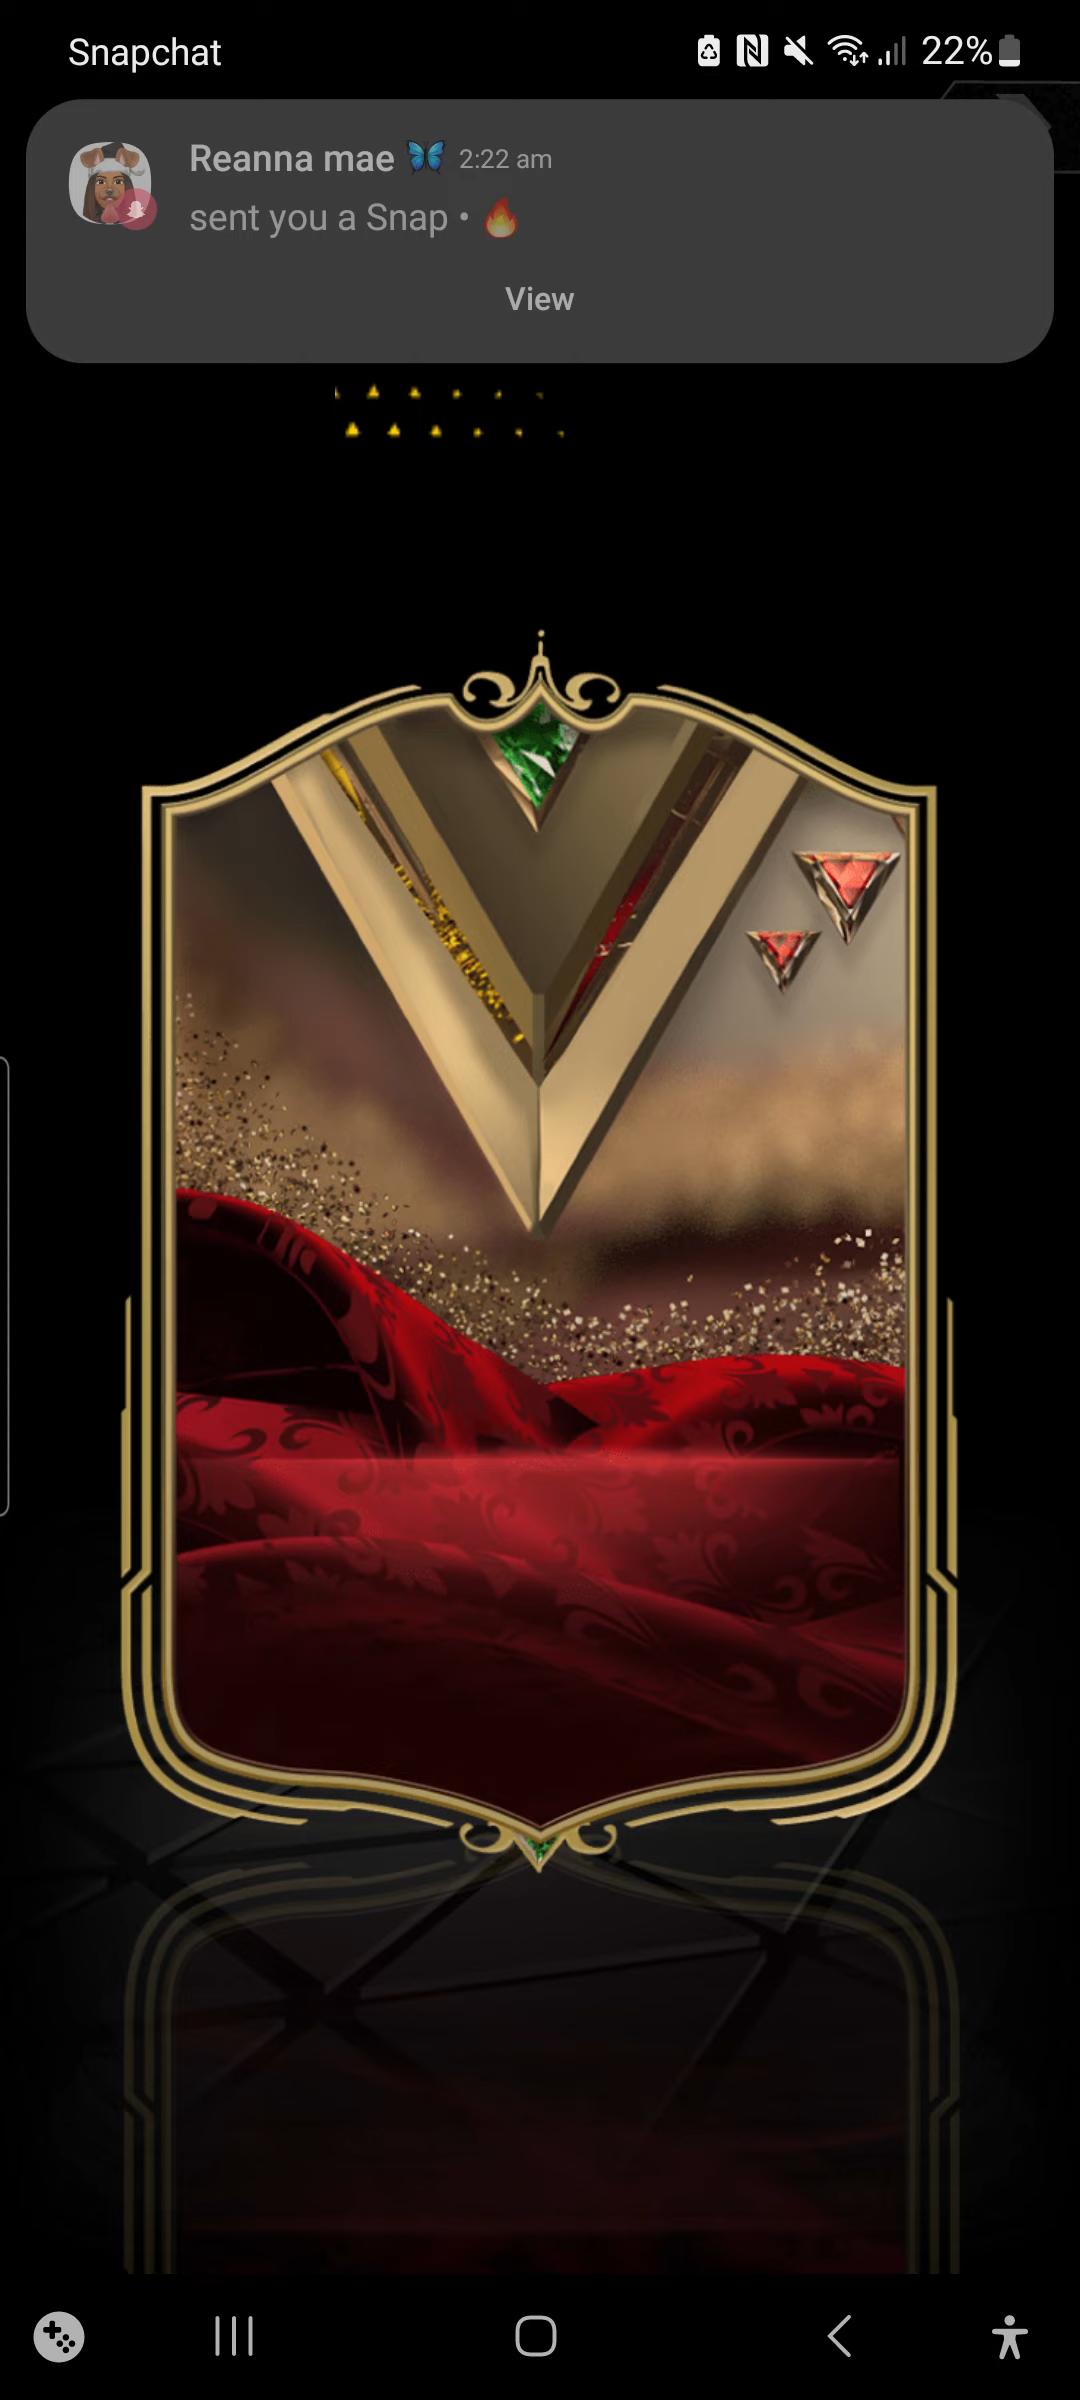 Snapchat
22%
Reanna mae 🦋 2:22 am
sent you a Snap • 🔥
View